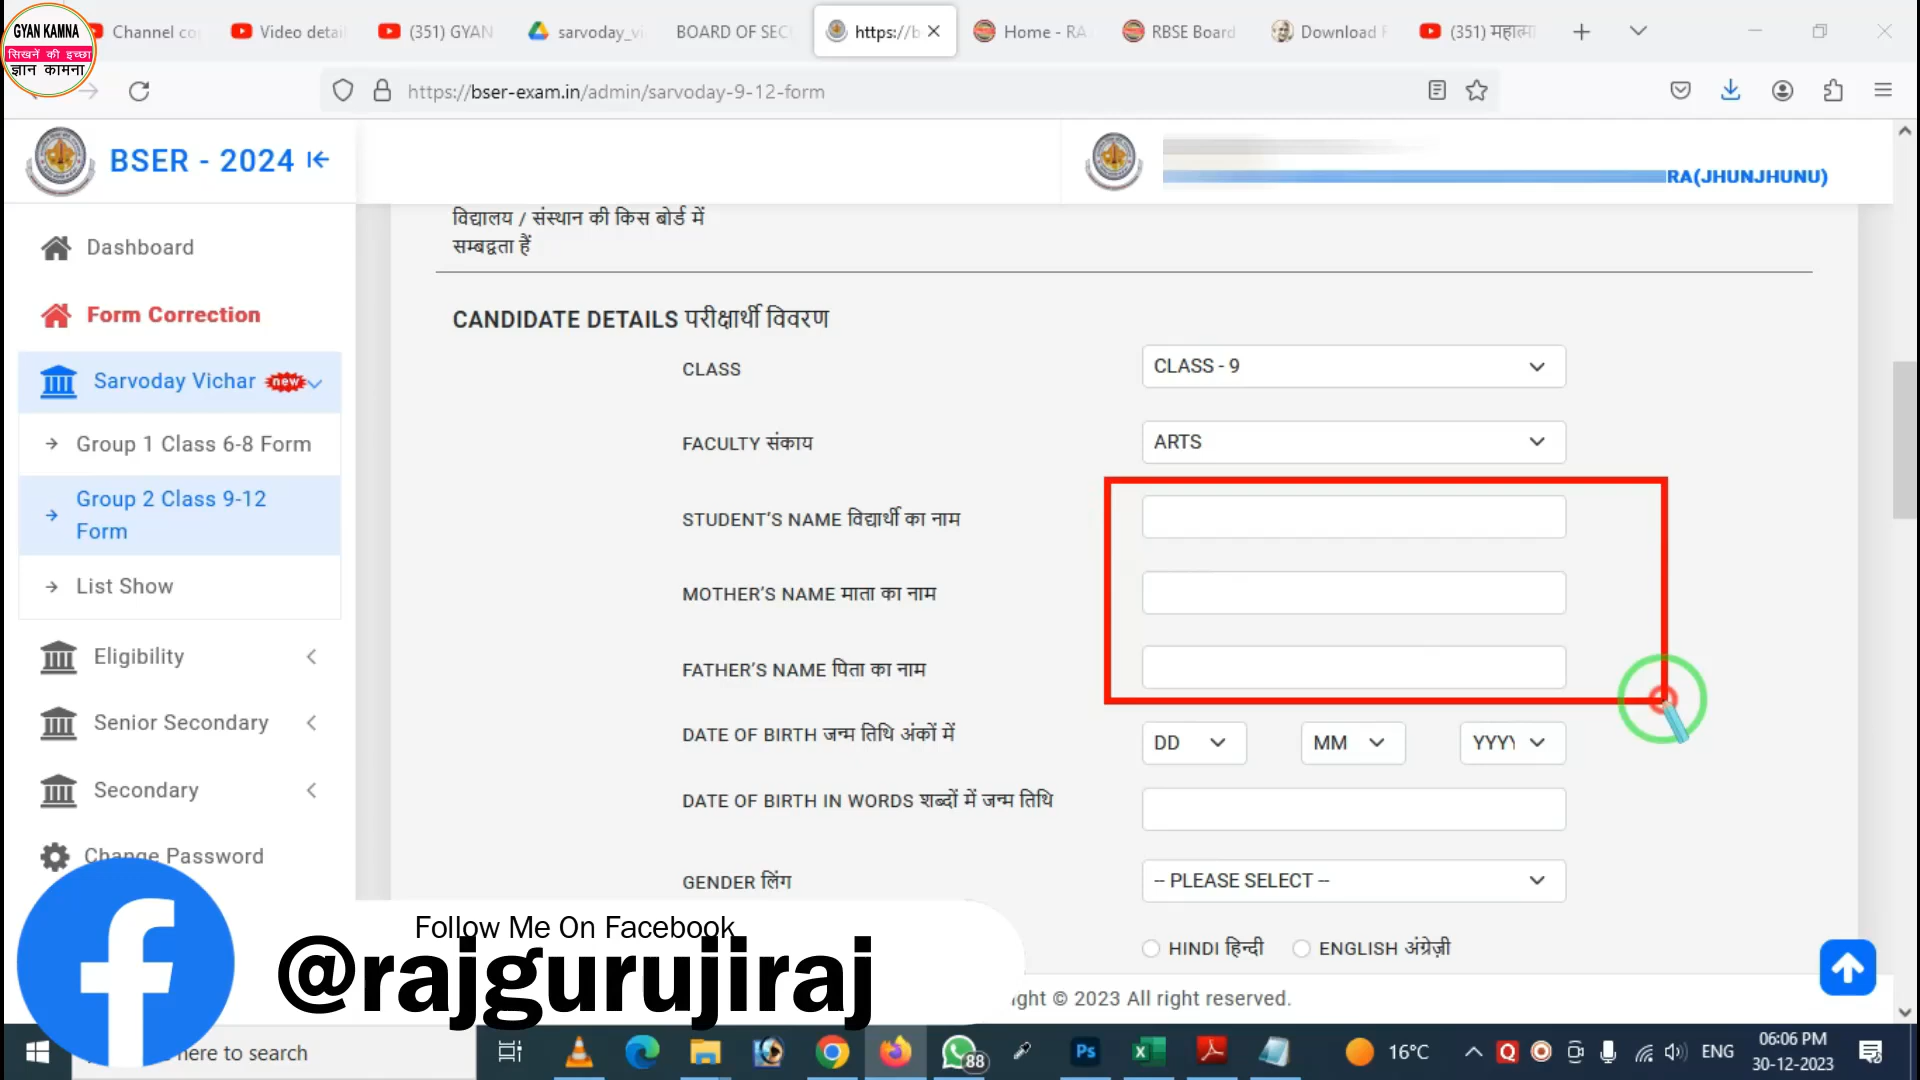 GYAN KAMNA
सिखनें की इच्छा
ज्ञान कामना
Channel co
Video detai
(351) GYAN
sarvoday_vi
BOARD OF SEC
https://b
Home - RA
RBSE Board
Download F
(351) महात्मा
https://bser-exam.in/admin/sarvoday-9-12-form
BSER - 2024
RA(JHUNJHUNU)
Dashboard
Form Correction
Sarvoday Vichar new
Group 1 Class 6-8 Form
Group 2 Class 9-12
Form
List Show
Eligibility
Senior Secondary
Secondary
Change Password
विद्यालय / संस्थान की किस बोर्ड में
सम्बद्वता हैं
CANDIDATE DETAILS परीक्षार्थी विवरण
CLASS
CLASS - 9
FACULTY संकाय
ARTS
STUDENT'S NAME विद्यार्थी का नाम
MOTHER'S NAME माता का नाम
FATHER'S NAME पिता का नाम
DATE OF BIRTH जन्म तिथि अंकों में
DD
MM
YYYY
DATE OF BIRTH IN WORDS शब्दों में जन्म तिथि
GENDER लिंग
-- PLEASE SELECT --
HINDI हिन्दी
ENGLISH अंग्रेज़ी
Follow Me On Facebook
@rajgurujiraj
ght © 2023 All right reserved.
here to search
88
Ps
16°C
ENG
06:06 PM
30-12-2023